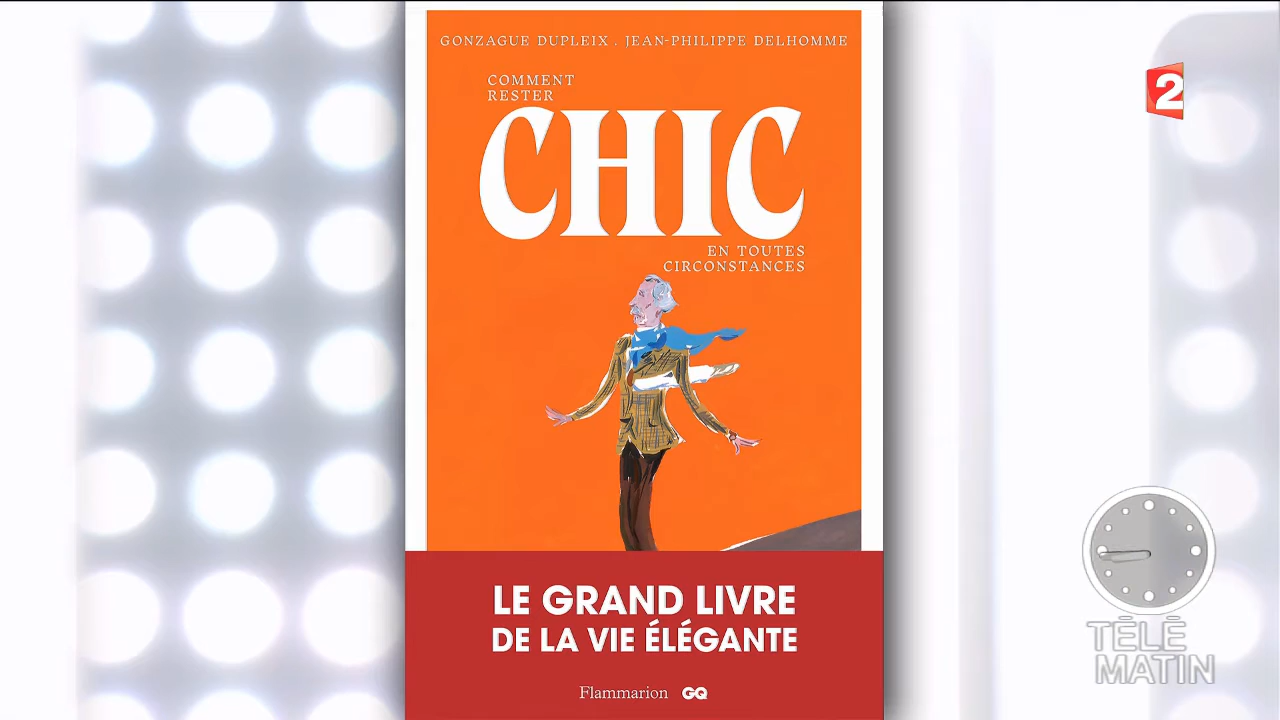 GONZAGUE DUPLEIX . JEAN-PHILIPPE DELHOMME
COMMENT
RESTER
CHIC
EN TOUTES
CIRCONSTANCES
LE GRAND LIVRE
DE LA VIE ÉLÉGANTE
Flammarion GQ
2
TÉLÉ
MATIN